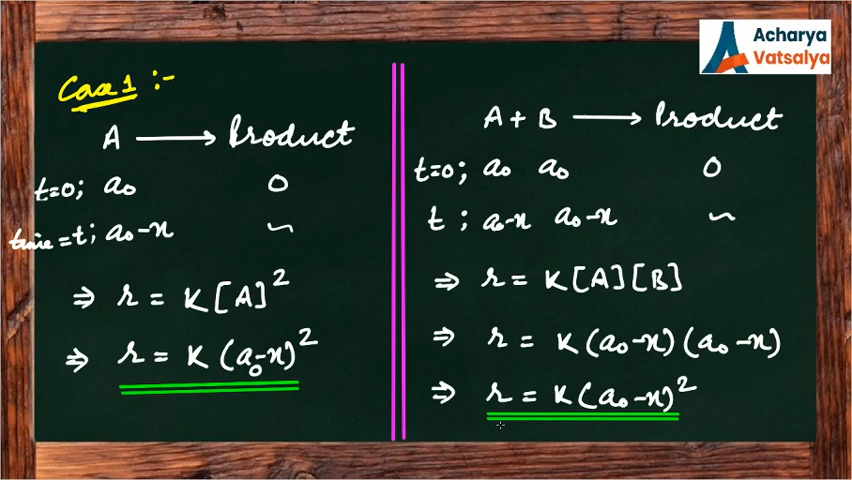 Acharya
Vatsalya
Case 1 :-
A ⟶ Product
t=0; a₀ 0
time = t; a₀-x ~
⇒ r = K[A]²
⇒ r = K(a₀-x)²
A + B ⟶ Product
t=0; a₀ a₀ 0
t ; a₀-x a₀-x ~
⇒ r = K[A][B]
⇒ r = K(a₀-x)(a₀-x)
⇒ r = K(a₀-x)²